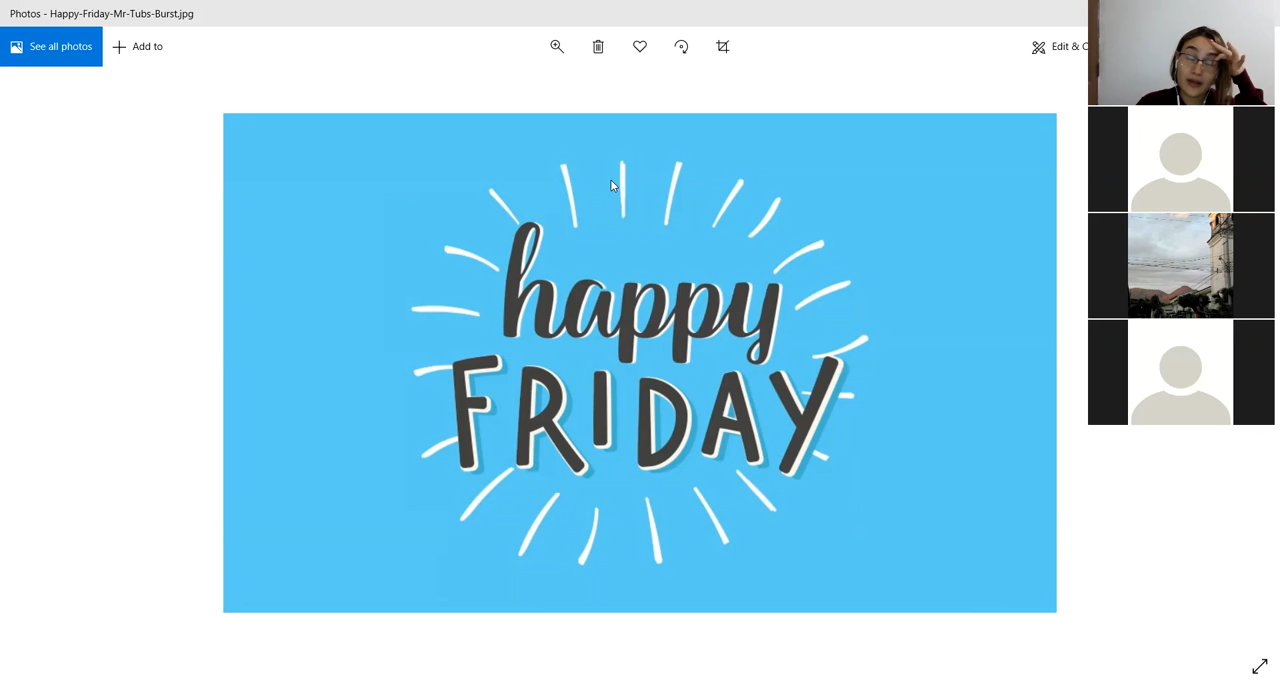 Photos - Happy-Friday-Mr-Tubs-Burst.jpg
See all photos
Add to
Edit & C
happy
FRIDAY